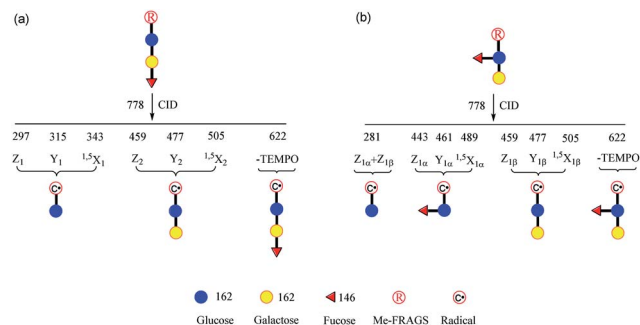 (a)
(b)
R
R
778 CID
778 CID
297 315 343 459 477 505 622
Z1 Y1 1,5X1 Z2 Y2 1,5X2 -TEMPO
281 443 461 489 459 477 505 622
Z1α+Z1β Z1α Y1α 1,5X1α Z1β Y1β 1,5X1β -TEMPO
C• C• C• C• C• C• C•
162 162 146 R C•
Glucose Galactose Fucose Me-FRAGS Radical